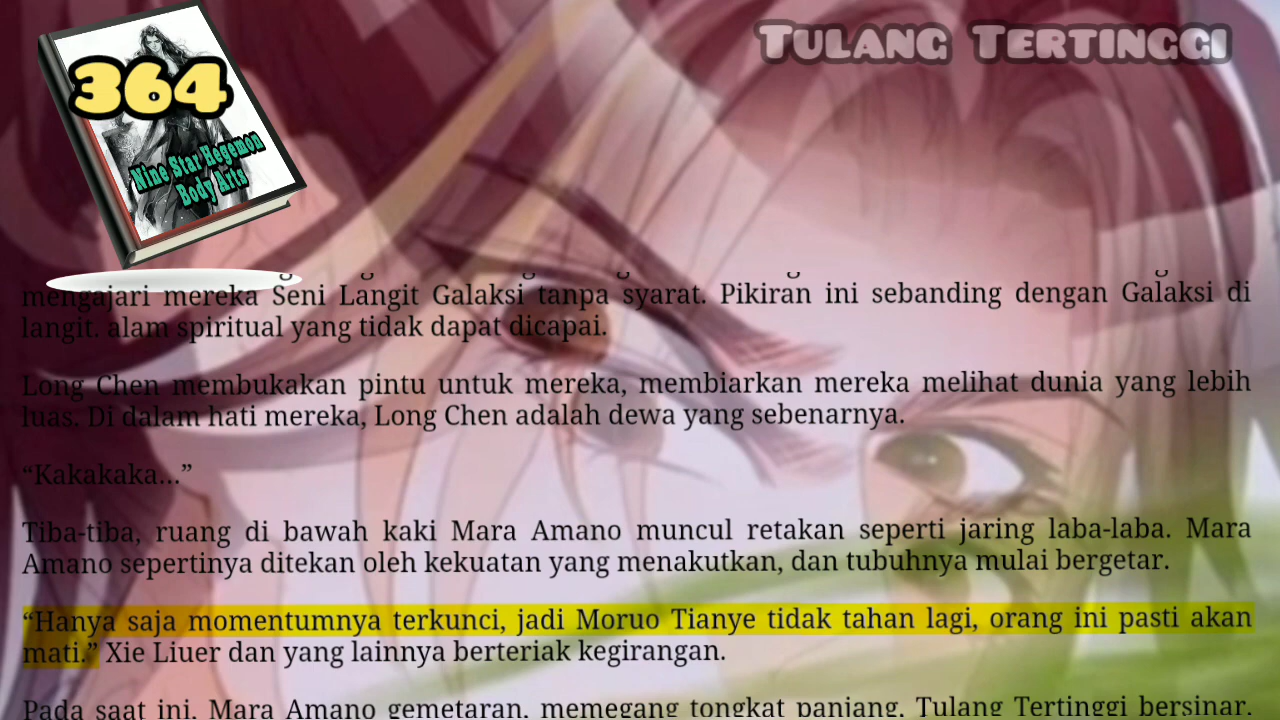 364
Nine Star Hegemon
Body Arts
Tulang Tertinggi
mengajari mereka Seni Langit Galaksi tanpa syarat. Pikiran ini sebanding dengan Galaksi di
langit. alam spiritual yang tidak dapat dicapai.
Long Chen membukakan pintu untuk mereka, membiarkan mereka melihat dunia yang lebih
luas. Di dalam hati mereka, Long Chen adalah dewa yang sebenarnya.
“Kakakaka...”
Tiba-tiba, ruang di bawah kaki Mara Amano muncul retakan seperti jaring laba-laba. Mara
Amano sepertinya ditekan oleh kekuatan yang menakutkan, dan tubuhnya mulai bergetar.
“Hanya saja momentumnya terkunci, jadi Moruo Tianye tidak tahan lagi, orang ini pasti akan
mati.” Xie Liuer dan yang lainnya berteriak kegirangan.
Pada saat ini, Mara Amano gemetaran, memegang tongkat panjang, Tulang Tertinggi bersinar,